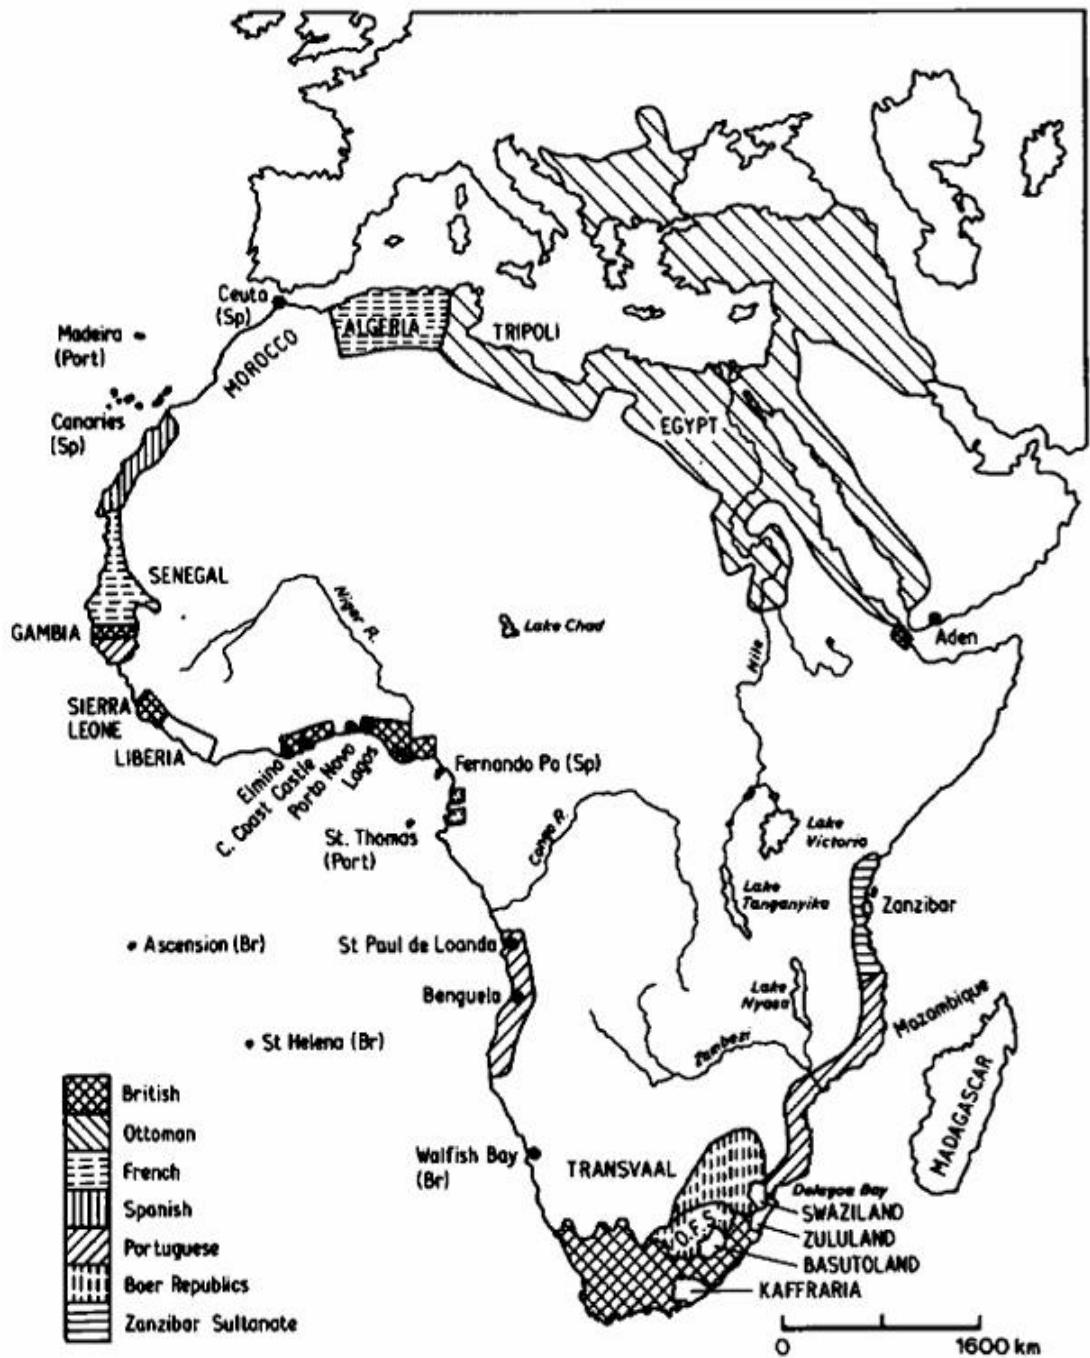 Ceuta
(Sp)
Madeira
(Port)
MOROCCO
ALGERIA
TRIPOLI
Canaries
(Sp)
EGYPT
SENEGAL
Niger R.
Lake Chad
GAMBIA
Nile
Aden
SIERRA
LEONE
LIBERIA
Elmina
C. Coast Castle
Porto Novo
Lagos
Fernando Po (Sp)
St. Thomas
(Port)
Congo R.
Lake
Victoria
Lake
Tanganyika
Zanzibar
Ascension (Br)
St Paul de Loanda
Benguela
Lake
Nyasa
Mozambique
St Helena (Br)
Zambezi
MADAGASCAR
British
Ottoman
French
Spanish
Portuguese
Boer Republics
Zanzibar Sultanate
Walfish Bay
(Br)
TRANSVAAL
Delagoa Bay
O.F.S.
SWAZILAND
ZULULAND
BASUTOLAND
KAFFRARIA
0 1600 km